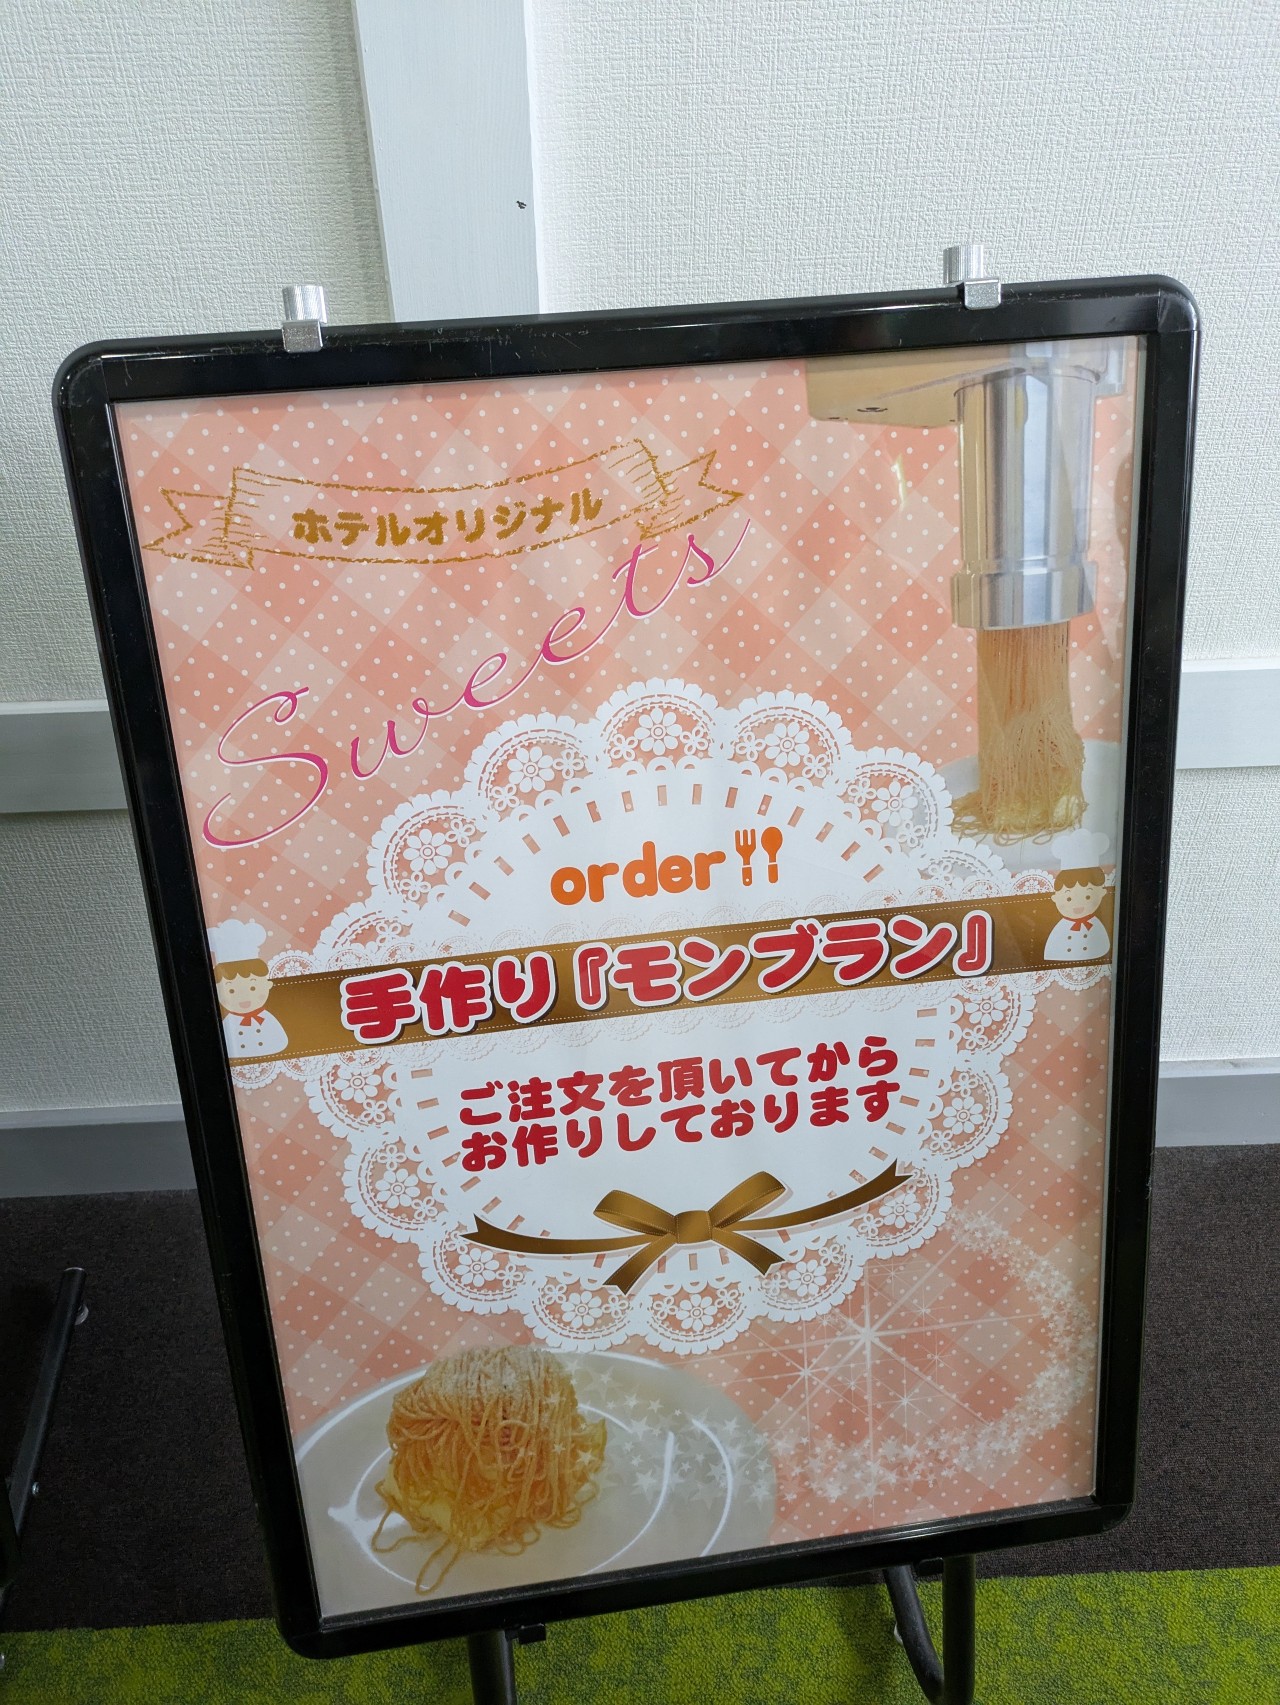 ホテルオリジナル
Sweets
order
手作り『モンブラン』
ご注文を頂いてから
お作りしております